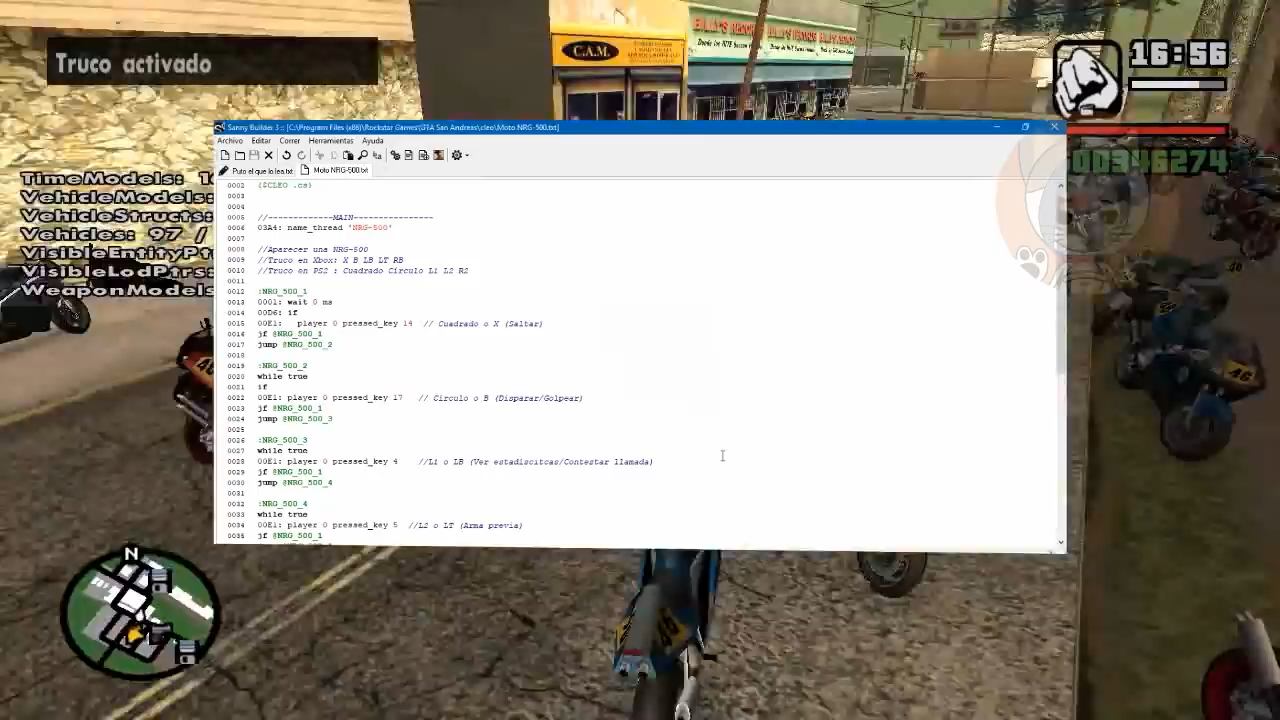 Truco activado
C.A.M.
16:56
00346274
TimeModels:
VehicleModels:
VehicleStructs:
Vehicles: 97 /
VisibleEntityPt
VisibleLodPtrs:
WeaponModels
Sanny Builder 3 :: [C:\Program Files (x86)\Rockstar Games\GTA San Andreas\cleo\Moto NRG-500.txt]
Archivo Editar Correr Herramientas Ayuda
Puto el que lo lea.txt Moto NRG-500.txt
0002 {$CLEO .cs}
0003
0004
0005 //-------------MAIN----------------
0006 03A4: name_thread 'NRG-500'
0007
0008 //Aparecer una NRG-500
0009 //Truco en Xbox: X B LB LT RB
0010 //Truco en PS2 : Cuadrado Circulo L1 L2 R2
0011
0012 :NRG_500_1
0013 0001: wait 0 ms
0014 00D6: if
0015 00E1: player 0 pressed_key 14 // Cuadrado o X (Saltar)
0016 jf @NRG_500_1
0017 jump @NRG_500_2
0018
0019 :NRG_500_2
0020 while true
0021 if
0022 00E1: player 0 pressed_key 17 // Circulo o B (Disparar/Golpear)
0023 jf @NRG_500_1
0024 jump @NRG_500_3
0025
0026 :NRG_500_3
0027 while true
0028 00E1: player 0 pressed_key 4 //L1 o LB (Ver estadiscitcas/Contestar llamada)
0029 jf @NRG_500_1
0030 jump @NRG_500_4
0031
0032 :NRG_500_4
0033 while true
0034 00E1: player 0 pressed_key 5 //L2 o LT (Arma previa)
0035 jf @NRG_500_1
N
46
46